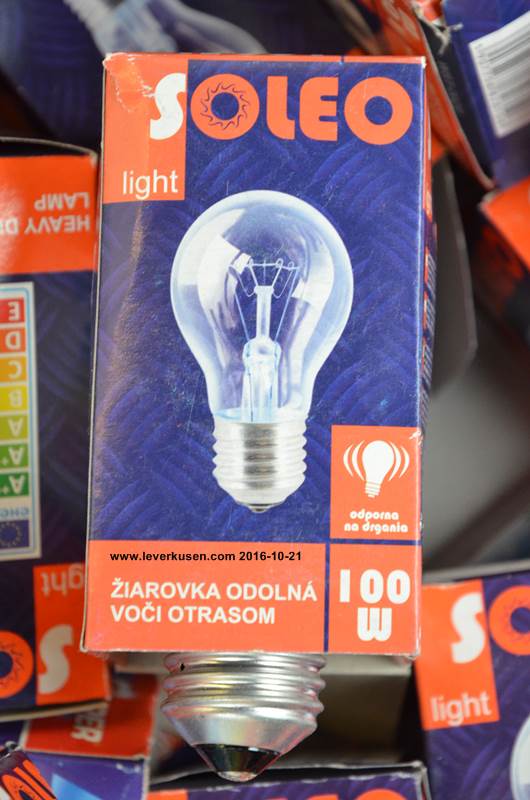 SOLEO
light
odporna
na drgania
www.leverkusen.com 2016-10-21
ŽIAROVKA ODOLNÁ
VOČI OTRASOM
100
W
HEAVY D
LAMP
E
D
C
B
A
A+
A+
light
S
S
light